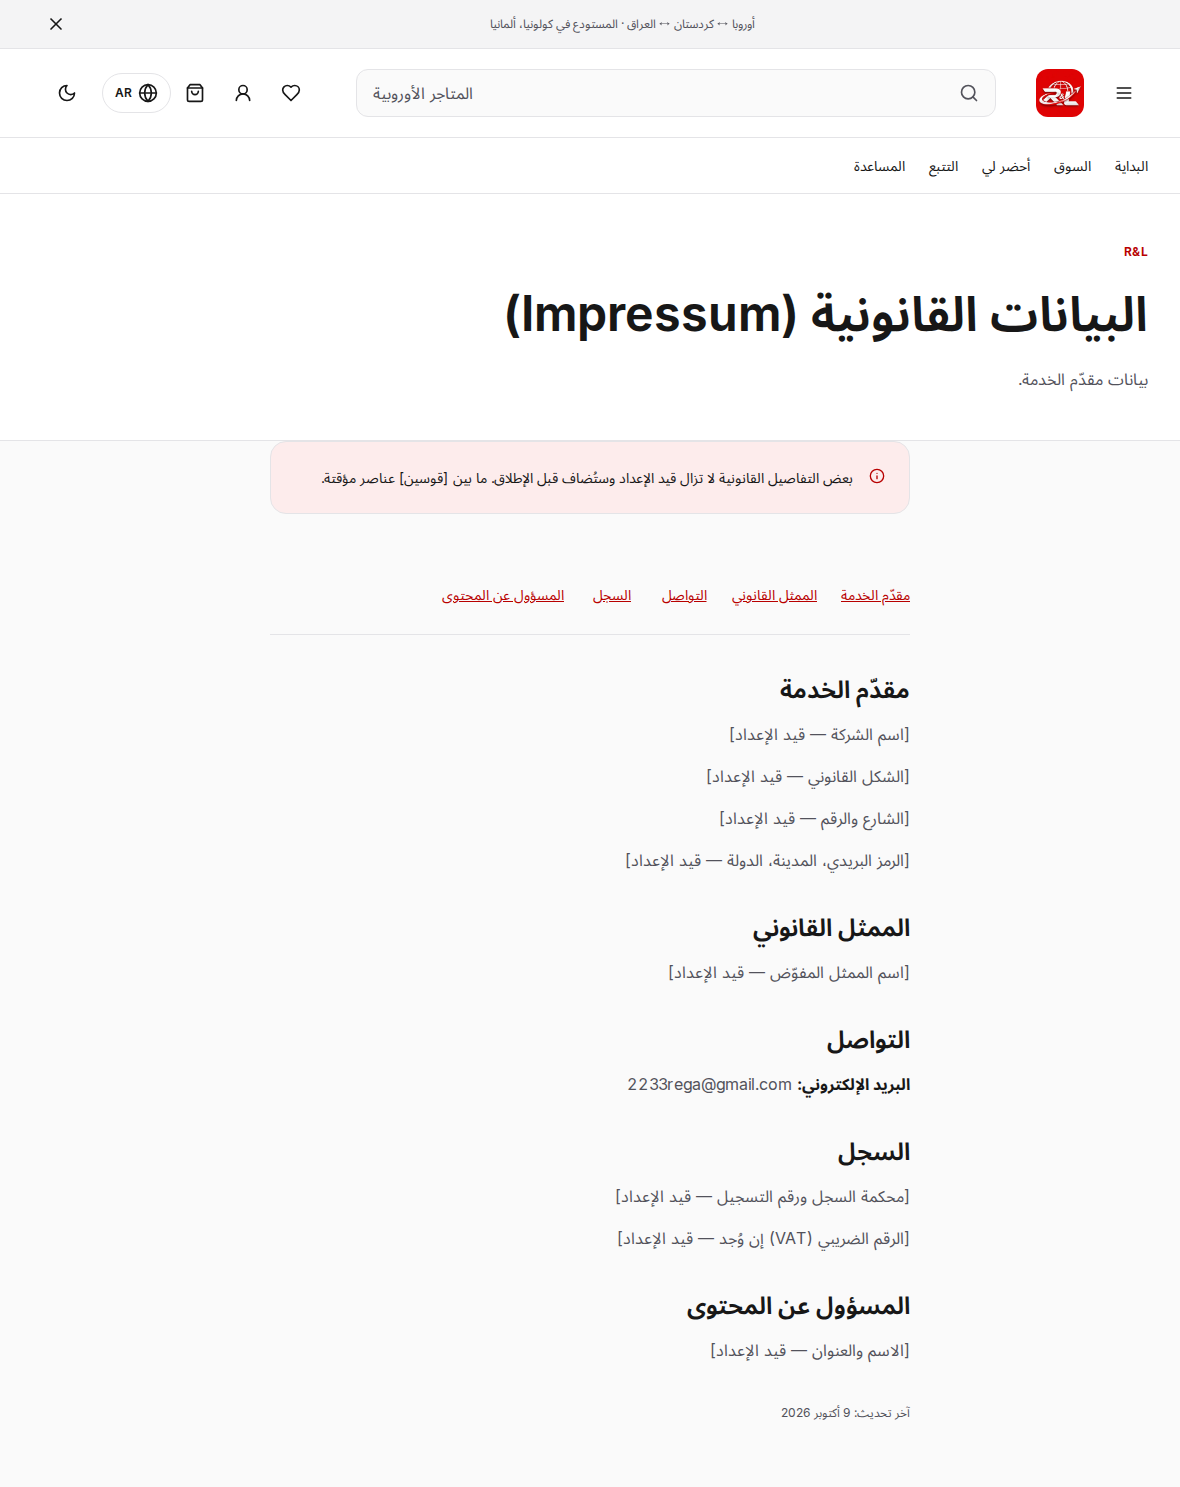 أوروبا ↔ كردستان ↔ العراق · المستودع في كولونيا، ألمانيا
RL
المتاجر الأوروبية
AR
البداية
السوق
أحضر لي
التتبع
المساعدة
R&L
البيانات القانونية (Impressum)
بيانات مقدّم الخدمة.
بعض التفاصيل القانونية لا تزال قيد الإعداد وستُضاف قبل الإطلاق. ما بين [قوسين] عناصر مؤقتة.
مقدّم الخدمة
الممثل القانوني
التواصل
السجل
المسؤول عن المحتوى
مقدّم الخدمة
[اسم الشركة — قيد الإعداد]
[الشكل القانوني — قيد الإعداد]
[الشارع والرقم — قيد الإعداد]
[الرمز البريدي، المدينة، الدولة — قيد الإعداد]
الممثل القانوني
[اسم الممثل المفوّض — قيد الإعداد]
التواصل
البريد الإلكتروني: 2233rega@gmail.com
السجل
[محكمة السجل ورقم التسجيل — قيد الإعداد]
[الرقم الضريبي (VAT) إن وُجد — قيد الإعداد]
المسؤول عن المحتوى
[الاسم والعنوان — قيد الإعداد]
آخر تحديث: 9 أكتوبر 2026